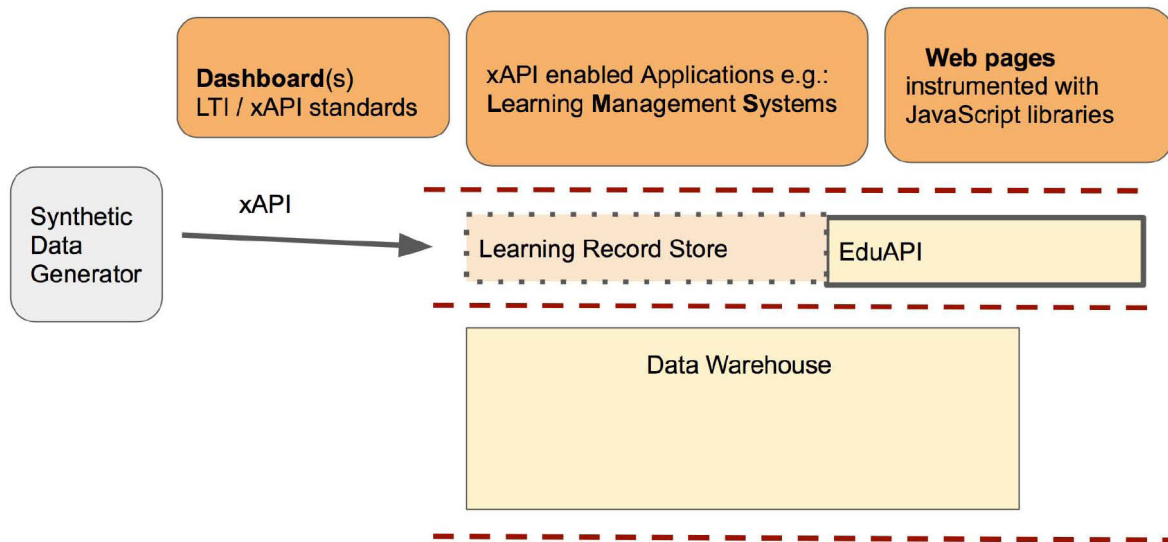 Dashboard(s)
LTI / xAPI standards
xAPI enabled Applications e.g.:
Learning Management Systems
Web pages
instrumented with
JavaScript libraries
Synthetic
Data
Generator
xAPI
Learning Record Store
EduAPI
Data Warehouse